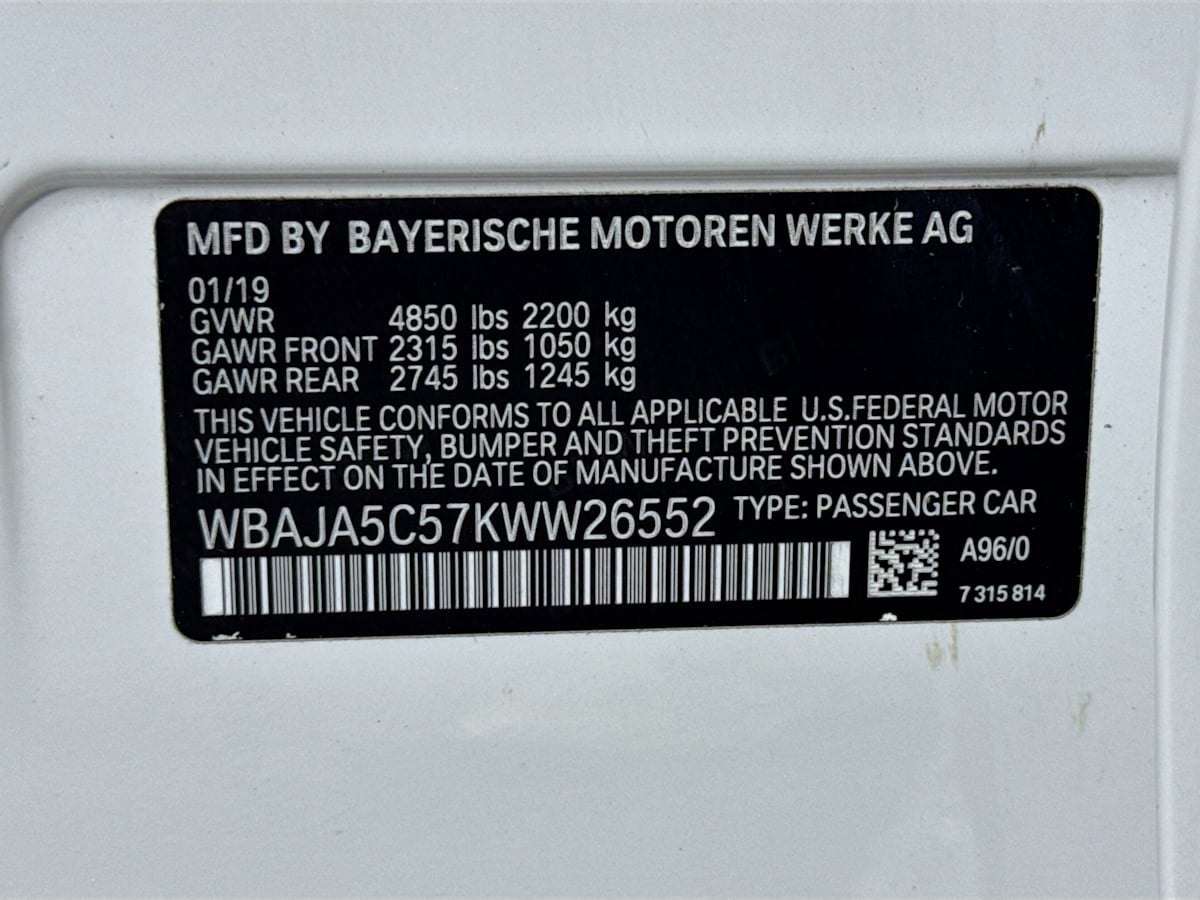 MFD BY BAYERISCHE MOTOREN WERKE AG
01/19
GVWR 4850 lbs 2200 kg
GAWR FRONT 2315 lbs 1050 kg
GAWR REAR 2745 lbs 1245 kg
THIS VEHICLE CONFORMS TO ALL APPLICABLE U.S.FEDERAL MOTOR
VEHICLE SAFETY, BUMPER AND THEFT PREVENTION STANDARDS
IN EFFECT ON THE DATE OF MANUFACTURE SHOWN ABOVE.
WBAJA5C57KWW26552 TYPE: PASSENGER CAR
A96/0
7 315 814